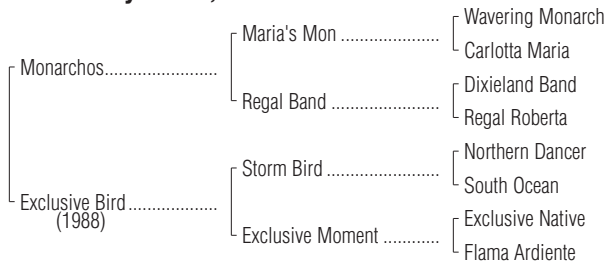 Wavering Monarch
Maria's Mon ....................
Carlotta Maria
Monarchos.......................
Dixieland Band
Regal Band ......................
Regal Roberta
Northern Dancer
Storm Bird .......................
South Ocean
Exclusive Bird ..................
(1988)
Exclusive Native
Exclusive Moment ............
Flama Ardiente